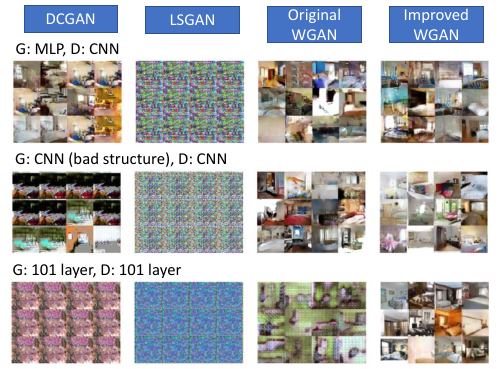 DCGAN
LSGAN
Original
WGAN
Improved
WGAN
G: MLP, D: CNN
G: CNN (bad structure), D: CNN
G: 101 layer, D: 101 layer